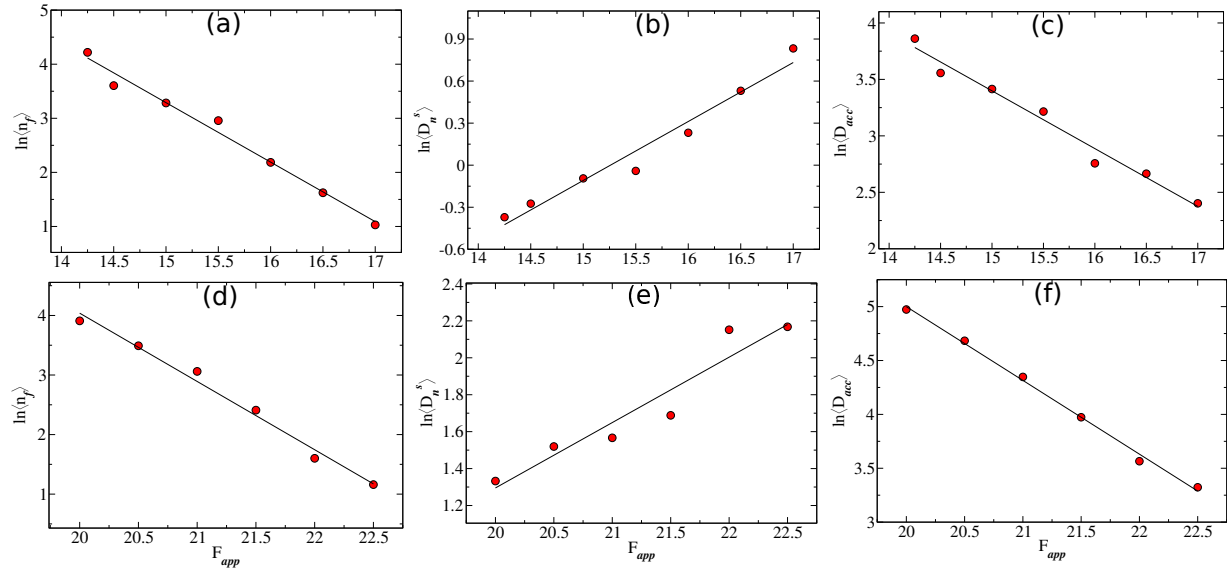 (a)
ln⟨n_f⟩
5
4
3
2
1
14 14.5 15 15.5 16 16.5 17
(b)
ln⟨D_n^s⟩
0.9
0.6
0.3
0
-0.3
-0.6
14 14.5 15 15.5 16 16.5 17
(c)
ln⟨D_acc⟩
4
3.5
3
2.5
2
14 14.5 15 15.5 16 16.5 17
(d)
ln⟨n_f⟩
4
3
2
1
20 20.5 21 21.5 22 22.5
F_app
(e)
ln⟨D_n^s⟩
2.4
2.2
2
1.8
1.6
1.4
1.2
20 20.5 21 21.5 22 22.5
F_app
(f)
ln⟨D_acc⟩
5
4.5
4
3.5
3
20 20.5 21 21.5 22 22.5
F_app